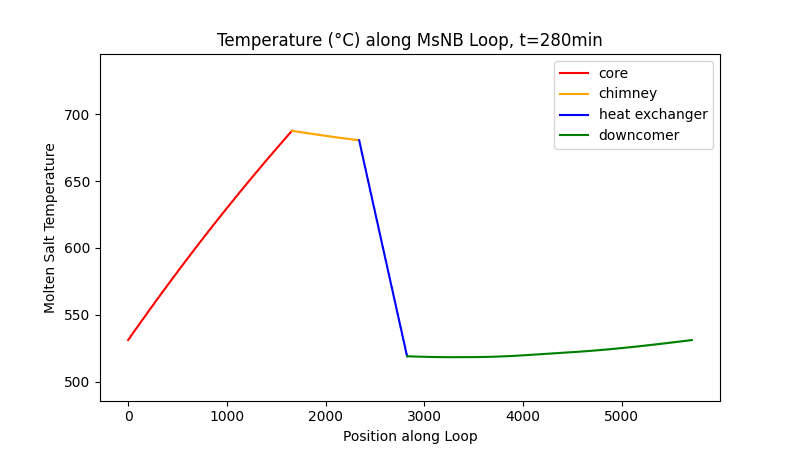 Temperature (°C) along MsNB Loop, t=280min
core
chimney
heat exchanger
downcomer
Molten Salt Temperature
700
650
600
550
500
0 1000 2000 3000 4000 5000
Position along Loop